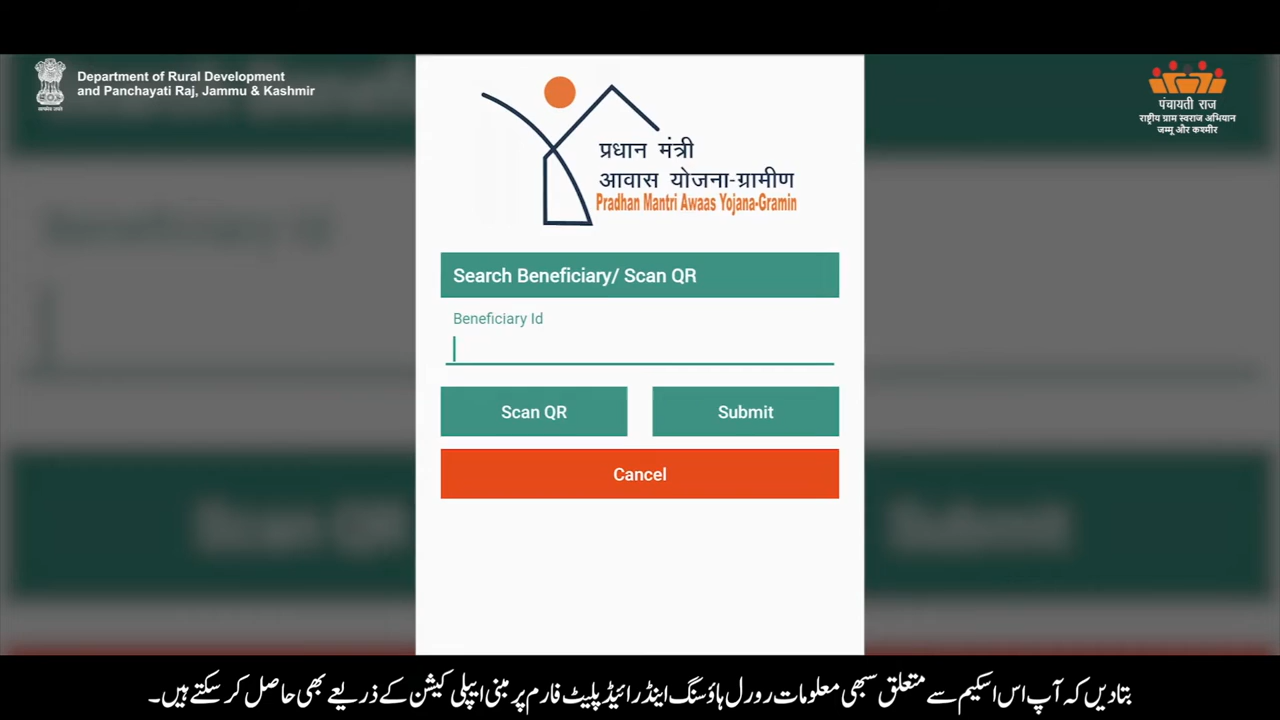 Department of Rural Development
and Panchayati Raj, Jammu & Kashmir
पंचायती राज
राष्ट्रीय ग्राम स्वराज अभियान
जम्मू और कश्मीर
प्रधान मंत्री
आवास योजना-ग्रामीण
Pradhan Mantri Awaas Yojana-Gramin
Search Beneficiary/ Scan QR
Beneficiary Id
Scan QR
Submit
Cancel
بتادیں کہ آپ اس اسکیم سے متعلق سبھی معلومات رورل ہاؤسنگ اینڈرائیڈ پلیٹ فارم پر مبنی ایپلی کیشن کے ذریعے بھی حاصل کر سکتے ہیں۔